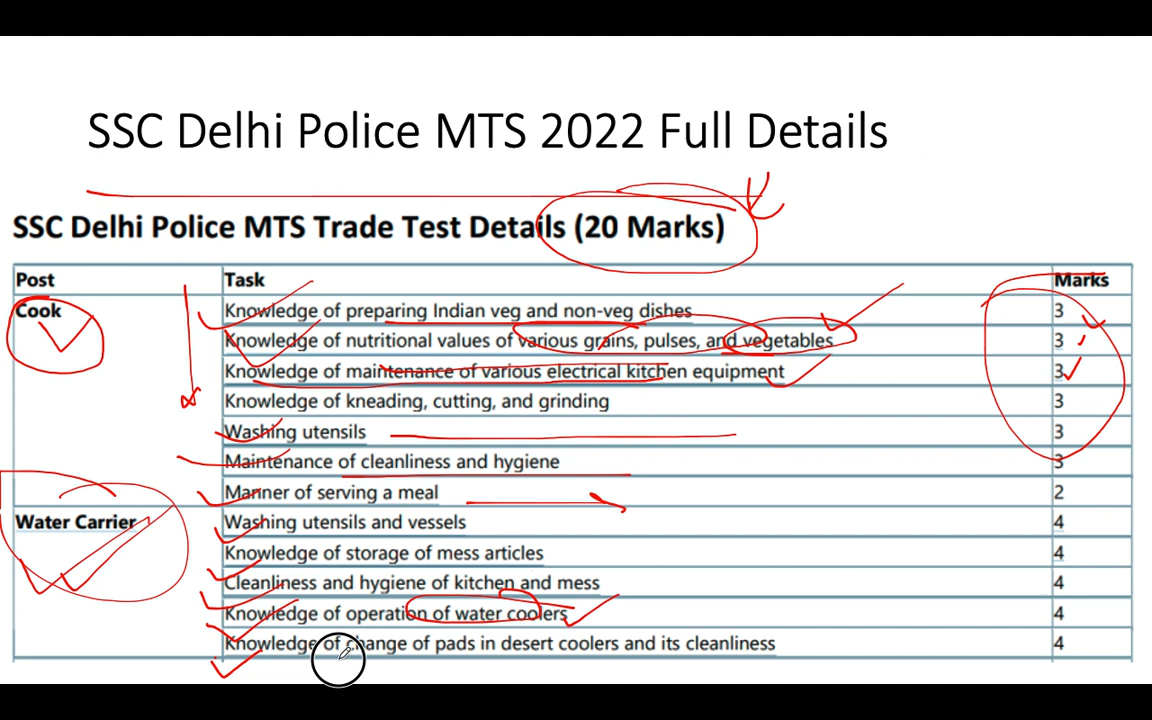 SSC Delhi Police MTS 2022 Full Details
SSC Delhi Police MTS Trade Test Details (20 Marks)
Post Task Marks
Cook Knowledge of preparing Indian veg and non-veg dishes 3
Knowledge of nutritional values of various grains, pulses, and vegetables 3
Knowledge of maintenance of various electrical kitchen equipment 3
Knowledge of kneading, cutting, and grinding 3
Washing utensils 3
Maintenance of cleanliness and hygiene 3
Manner of serving a meal 2
Water Carrier Washing utensils and vessels 4
Knowledge of storage of mess articles 4
Cleanliness and hygiene of kitchen and mess 4
Knowledge of operation of water coolers 4
Knowledge of change of pads in desert coolers and its cleanliness 4